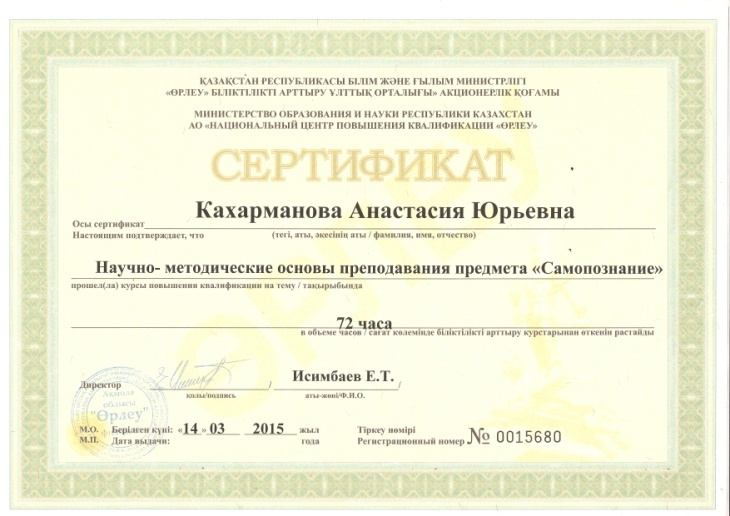 ҚАЗАҚСТАН РЕСПУБЛИКАСЫ БІЛІМ ЖӘНЕ ҒЫЛЫМ МИНИСТРЛІГІ
«ӨРЛЕУ» БІЛІКТІЛІКТІ АРТТЫРУ ҰЛТТЫҚ ОРТАЛЫҒЫ» АКЦИОНЕРЛІК ҚОҒАМЫ
МИНИСТЕРСТВО ОБРАЗОВАНИЯ И НАУКИ РЕСПУБЛИКИ КАЗАХСТАН
АО «НАЦИОНАЛЬНЫЙ ЦЕНТР ПОВЫШЕНИЯ КВАЛИФИКАЦИИ «ӨРЛЕУ»
СЕРТИФИКАТ
Кахарманова Анастасия Юрьевна
Осы сертификат
Настоящим подтверждает, что (тегі, аты, әкесінің аты / фамилия, имя, отчество)
Научно- методические основы преподавания предмета «Самопознание»
прошел(ла) курсы повышения квалификации на тему / тақырыбында
72 часа
в объеме часов / сағат көлемінде біліктілікті арттыру курстарынан өткенін растайды
Директор / Исимбаев Е.Т. /
қолы/подпись аты-жөні/Ф.И.О.
Ақмола
облысы
"Өрлеу"
М.О. Берілген күні: «14 » 03 2015 жыл Тіркеу нөмірі
М.П. Дата выдачи: года Регистрационный номер № 0015680
ӨРЛЕУ